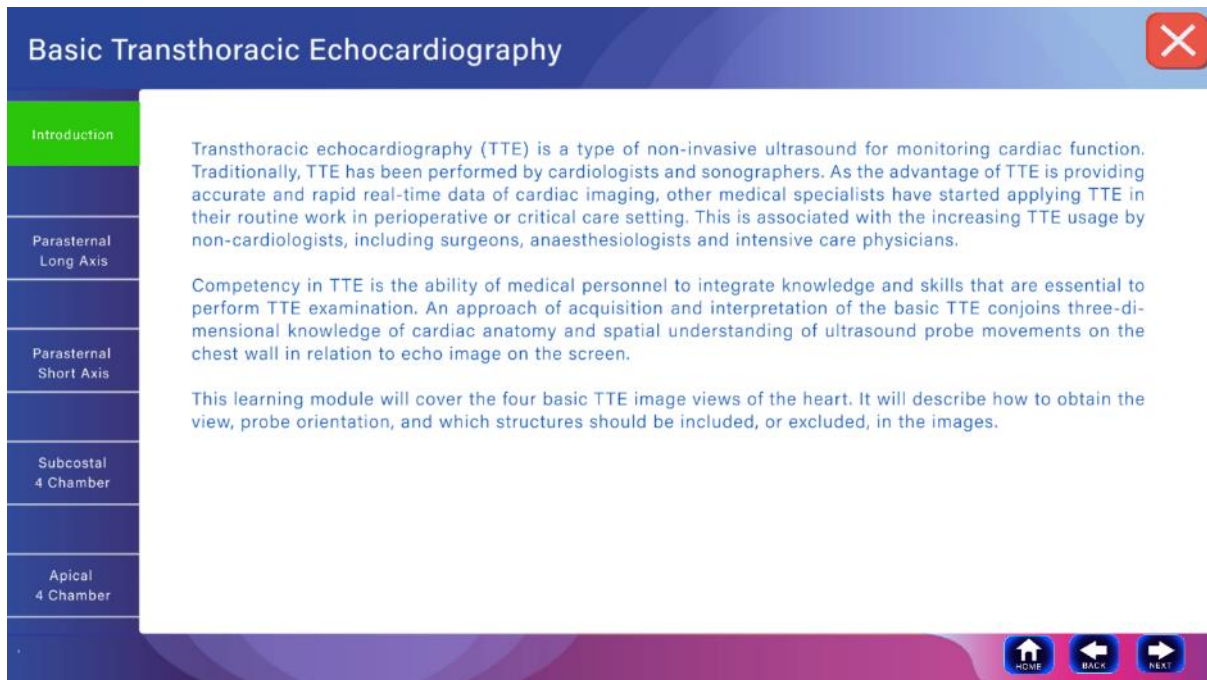 Basic Transthoracic Echocardiography
Introduction
Parasternal
Long Axis
Parasternal
Short Axis
Subcostal
4 Chamber
Apical
4 Chamber
Transthoracic echocardiography (TTE) is a type of non-invasive ultrasound for monitoring cardiac function.
Traditionally, TTE has been performed by cardiologists and sonographers. As the advantage of TTE is providing
accurate and rapid real-time data of cardiac imaging, other medical specialists have started applying TTE in
their routine work in perioperative or critical care setting. This is associated with the increasing TTE usage by
non-cardiologists, including surgeons, anaesthesiologists and intensive care physicians.
Competency in TTE is the ability of medical personnel to integrate knowledge and skills that are essential to
perform TTE examination. An approach of acquisition and interpretation of the basic TTE conjoins three-di-
mensional knowledge of cardiac anatomy and spatial understanding of ultrasound probe movements on the
chest wall in relation to echo image on the screen.
This learning module will cover the four basic TTE image views of the heart. It will describe how to obtain the
view, probe orientation, and which structures should be included, or excluded, in the images.
HOME
BACK
NEXT